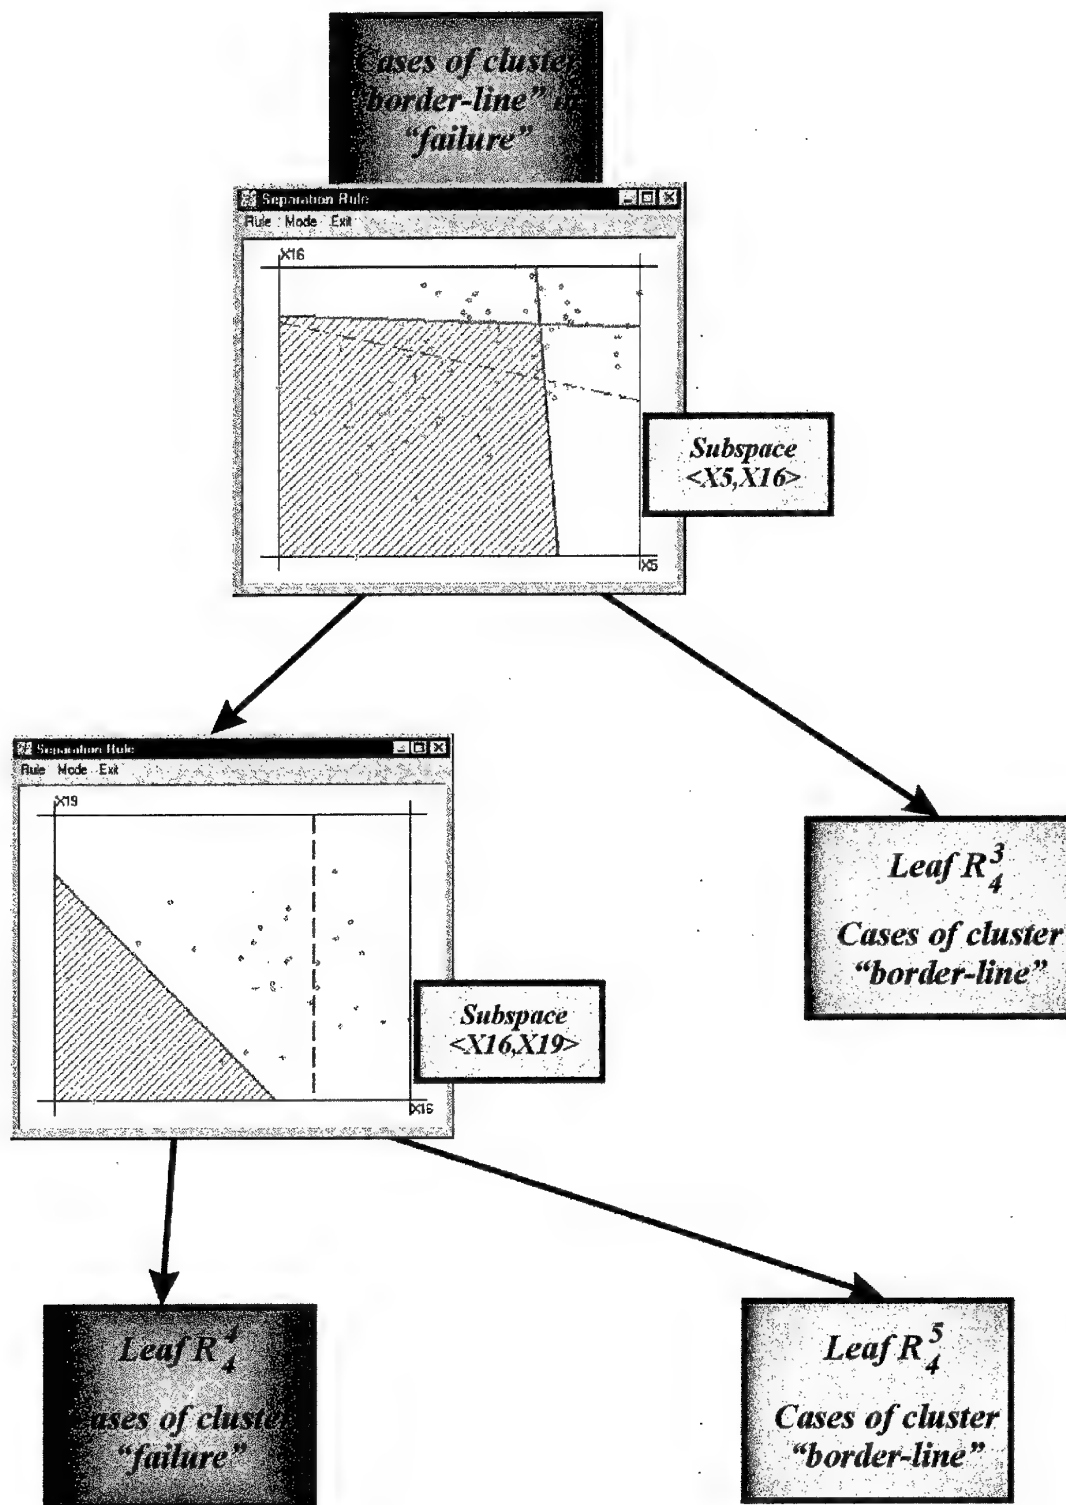 Cases of cluster
“border-line” in
“failure”
Separation Rule
Rule Mode Exit
X16
X5
Subspace
<X5,X16>
Separation Rule
Rule Mode Exit
X19
X16
Subspace
<X16,X19>
Leaf R 3 4
Cases of cluster
“border-line”
Leaf R 4 4
Cases of cluster
“failure”
Leaf R 5 4
Cases of cluster
“border-line”